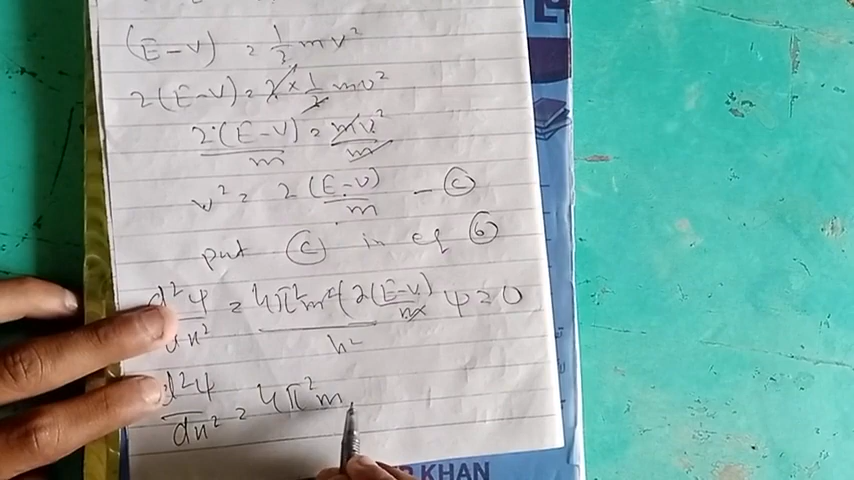 (E-V) = 1/2 mv²
2(E-V) = 2 × 1/2 mv²
2.(E-V)/m = mv²/m
v² = 2(E-V)/m - (c)
put (c) in eq (6)
d²ψ/dx² = 4π²m²(2(E-V)/m ψ = 0
h²
d²ψ/dx² = 4π²m
KHAN